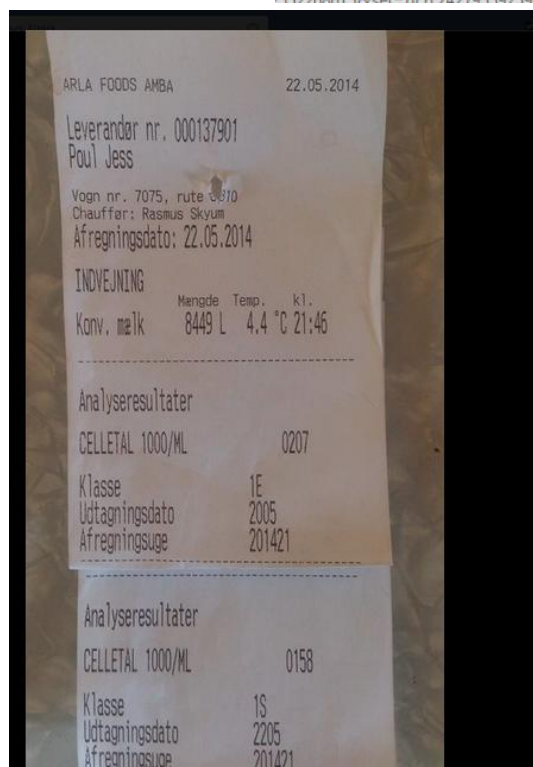 ARLA FOODS AMBA 22.05.2014
Leverandør nr. 000137901
Poul Jess
Vogn nr. 7075, rute
Chauffør: Rasmus Skyum
Afregningsdato: 22.05.2014
INDVEJNING
Mængde Temp. kl.
Konv. mælk 8449 L 4.4 °C 21:46
Analyseresultater
CELLETAL 1000/ML 0207
Klasse 1E
Udtagningsdato 2005
Afregningsuge 201421
Analyseresultater
CELLETAL 1000/ML 0158
Klasse 1S
Udtagningsdato 2205
Afregningsuge 201421